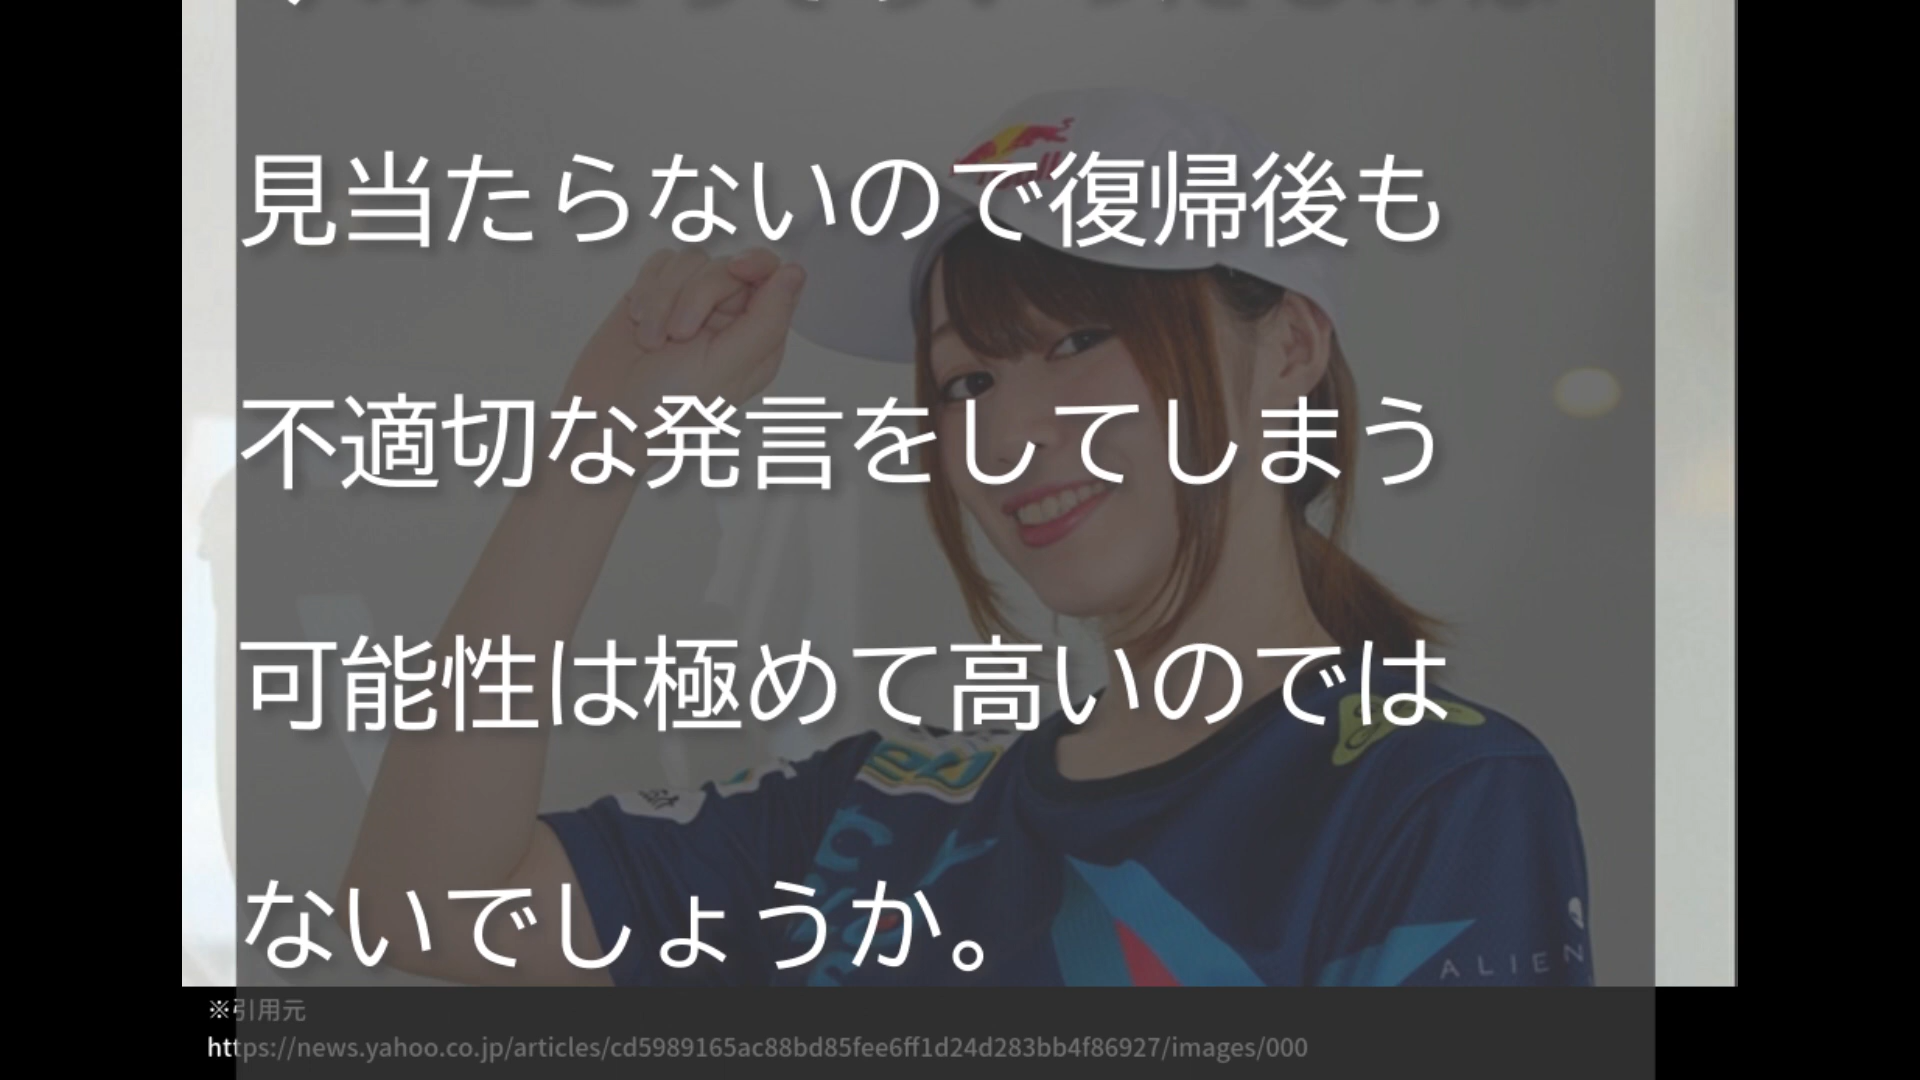 見当たらないので復帰後も
不適切な発言をしてしまう
可能性は極めて高いのでは
ないでしょうか。
ALIEN
※引用元
https://news.yahoo.co.jp/articles/cd5989165ac88bd85fee6ff1d24d283bb4f86927/images/000